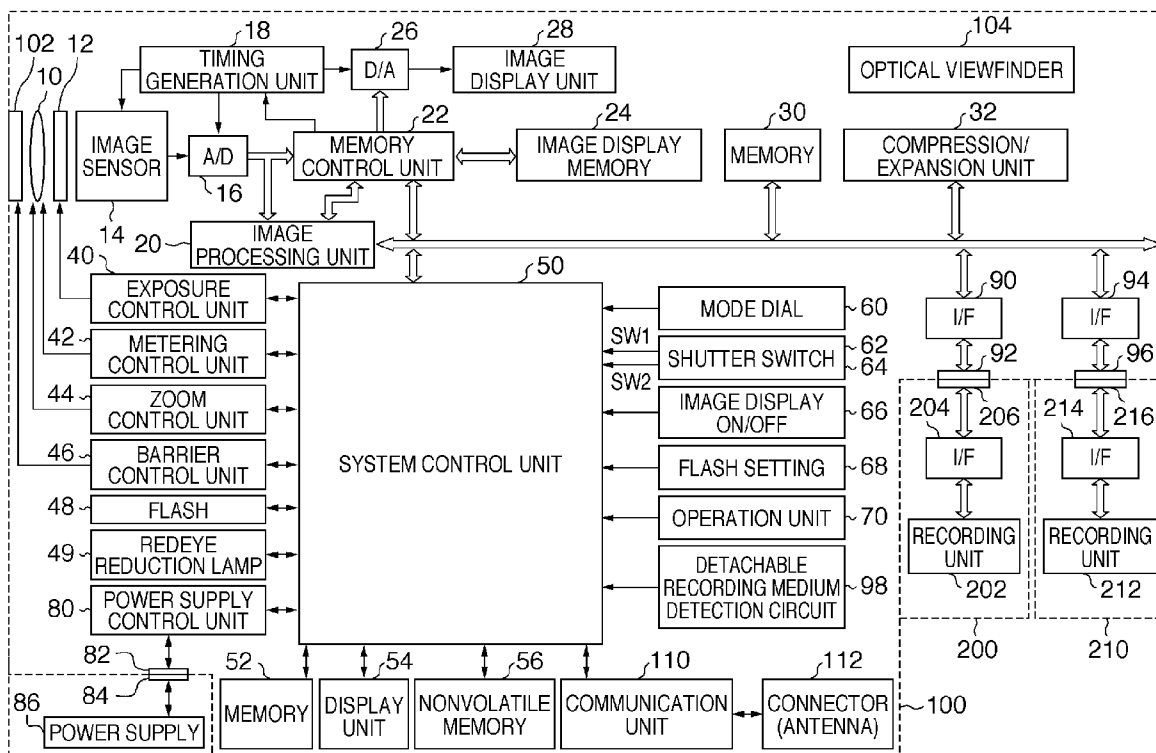 102
10
12
18
26
28
104
TIMING
GENERATION UNIT
D/A
IMAGE
DISPLAY UNIT
OPTICAL VIEWFINDER
22
24
30
32
IMAGE
SENSOR
A/D
MEMORY
CONTROL UNIT
IMAGE DISPLAY
MEMORY
MEMORY
COMPRESSION/
EXPANSION UNIT
16
14
20
IMAGE
PROCESSING UNIT
40
EXPOSURE
CONTROL UNIT
42
METERING
CONTROL UNIT
44
ZOOM
CONTROL UNIT
46
BARRIER
CONTROL UNIT
48
FLASH
49
REDEYE
REDUCTION LAMP
80
POWER SUPPLY
CONTROL UNIT
82
84
86
POWER SUPPLY
50
SYSTEM CONTROL UNIT
MODE DIAL
60
SW1
SHUTTER SWITCH
62
64
SW2
IMAGE DISPLAY
ON/OFF
66
FLASH SETTING
68
OPERATION UNIT
70
DETACHABLE
RECORDING MEDIUM
DETECTION CIRCUIT
98
90
I/F
92
94
I/F
96
204
206
I/F
214
216
I/F
RECORDING
UNIT
202
RECORDING
UNIT
212
200
210
52
MEMORY
54
DISPLAY
UNIT
56
NONVOLATILE
MEMORY
110
COMMUNICATION
UNIT
112
CONNECTOR
(ANTENNA)
100